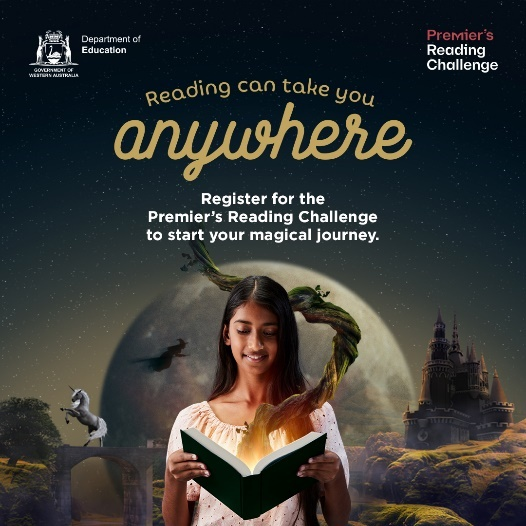 GOVERNMENT OF
WESTERN AUSTRALIA
Department of
Education
Premier's
Reading
Challenge
Reading can take you
anywhere
Register for the
Premier's Reading Challenge
to start your magical journey.